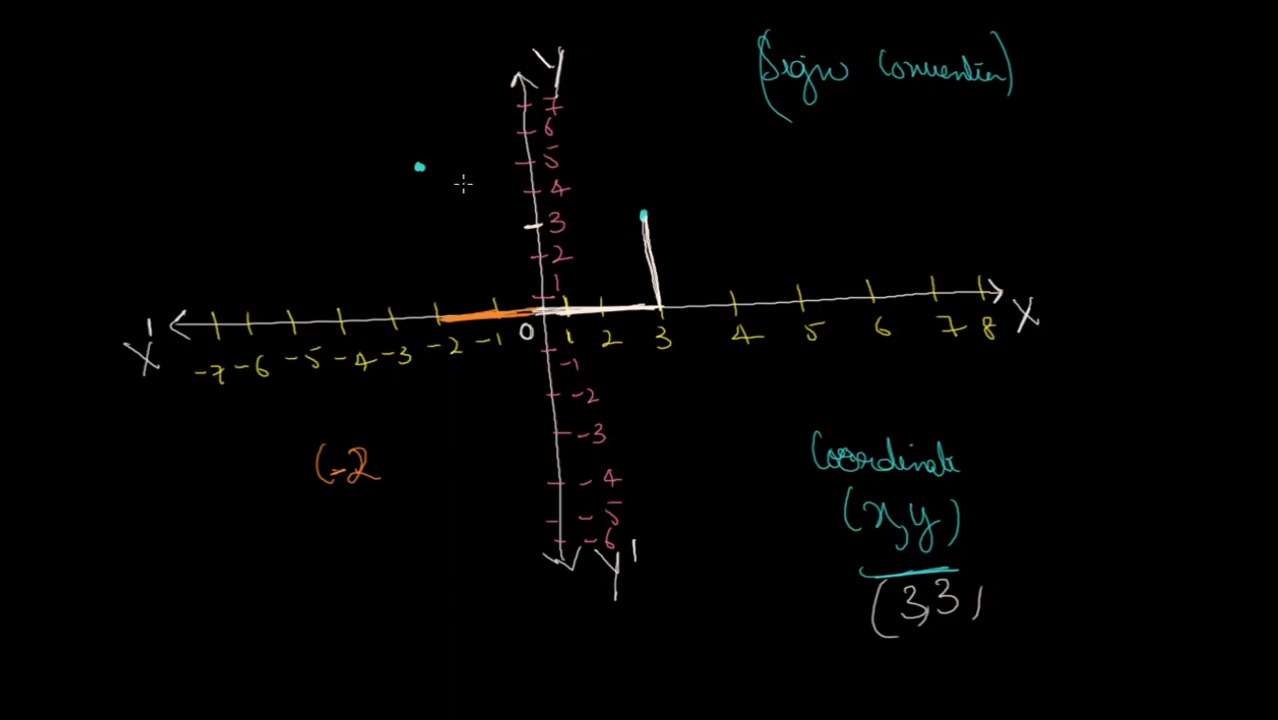 (Sign Convention)
Y
7
6
5
4
3
2
1
X'
-7 -6 -5 -4 -3 -2 -1 0 1 2 3 4 5 6 7 8 X
-1
-2
-3
-4
-5
-6
Y'
(-2
Coordinate
(x,y)
(3,3)